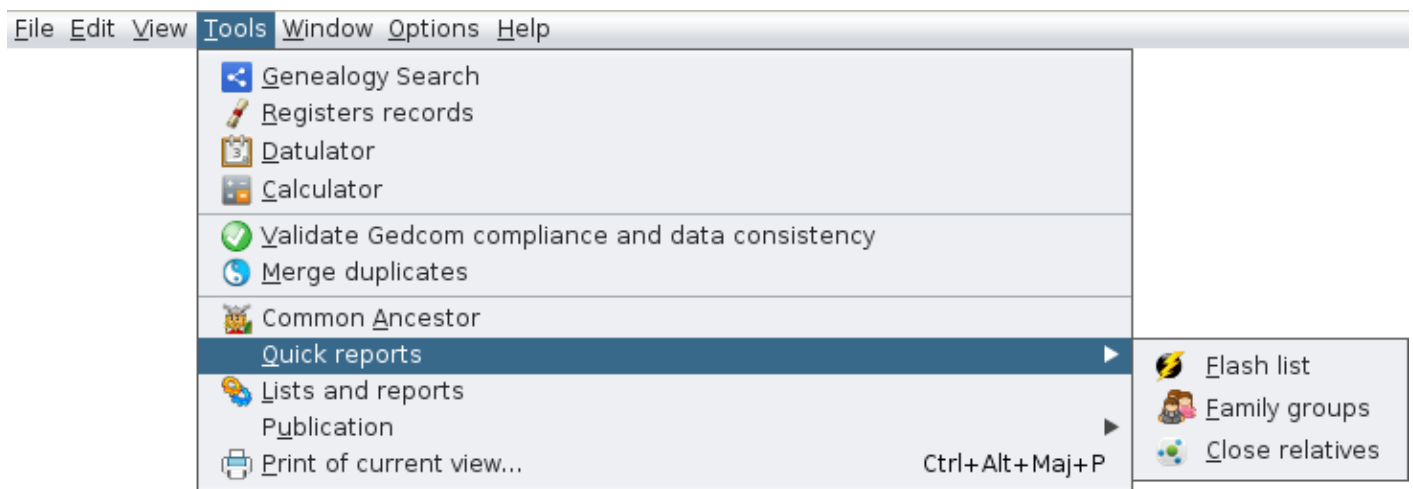 File Edit View Tools Window Options Help
Genealogy Search
Registers records
Datulator
Calculator
Validate Gedcom compliance and data consistency
Merge duplicates
Common Ancestor
Quick reports
Flash list
Lists and reports
Family groups
Publication
Close relatives
Print of current view... Ctrl+Alt+Maj+P